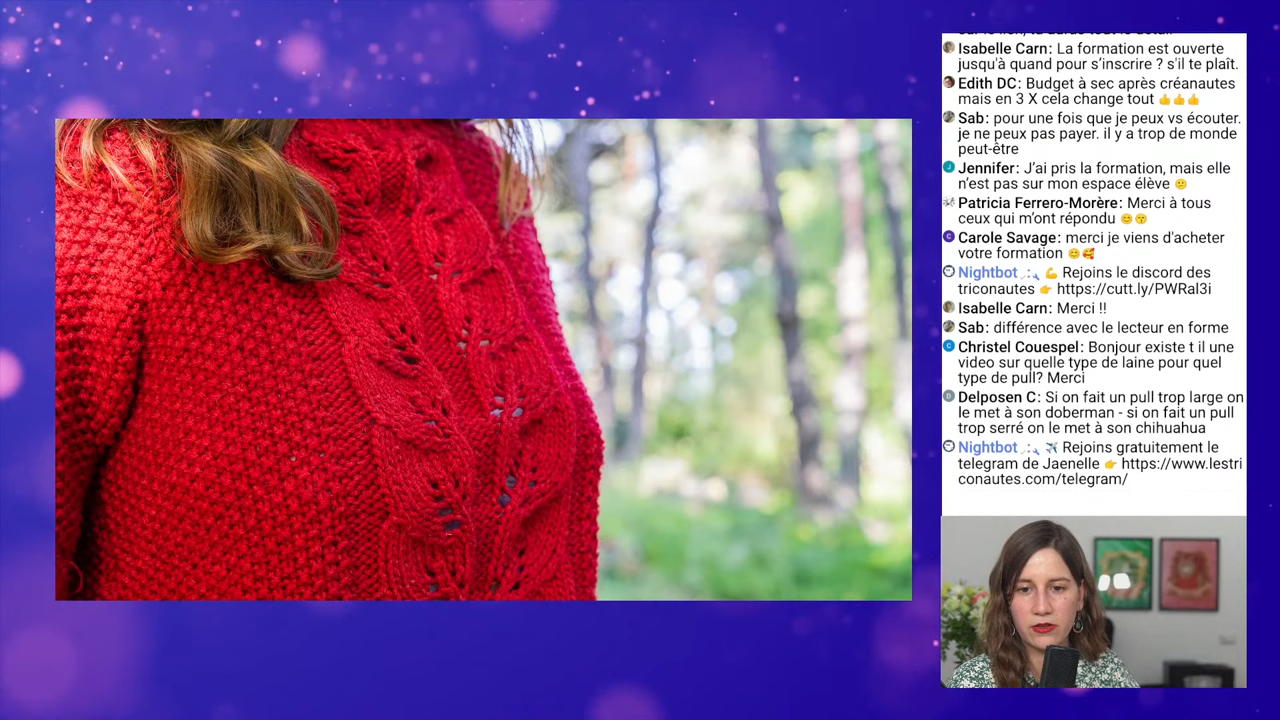 Isabelle Carn: La formation est ouverte
jusqu'à quand pour s'inscrire ? s'il te plaît.
Edith DC: Budget à sec après créanautes
mais en 3 X cela change tout 👍👍👍
Sab: pour une fois que je peux vs écouter.
je ne peux pas payer. il y a trop de monde
peut-être
Jennifer: J'ai pris la formation, mais elle
n'est pas sur mon espace élève 😕
Patricia Ferrero-Morère: Merci à tous
ceux qui m'ont répondu 😊😙
Carole Savage: merci je viens d'acheter
votre formation 😊🥰
Nightbot 💪 Rejoins le discord des
triconautes 👉 https://cutt.ly/PWRal3i
Isabelle Carn: Merci !!
Sab: différence avec le lecteur en forme
Christel Couespel: Bonjour existe t il une
video sur quelle type de laine pour quel
type de pull? Merci
Delposen C: Si on fait un pull trop large on
le met à son doberman - si on fait un pull
trop serré on le met à son chihuahua
Nightbot ✈️ Rejoins gratuitement le
telegram de Jaenelle 👉 https://www.lestri
conautes.com/telegram/